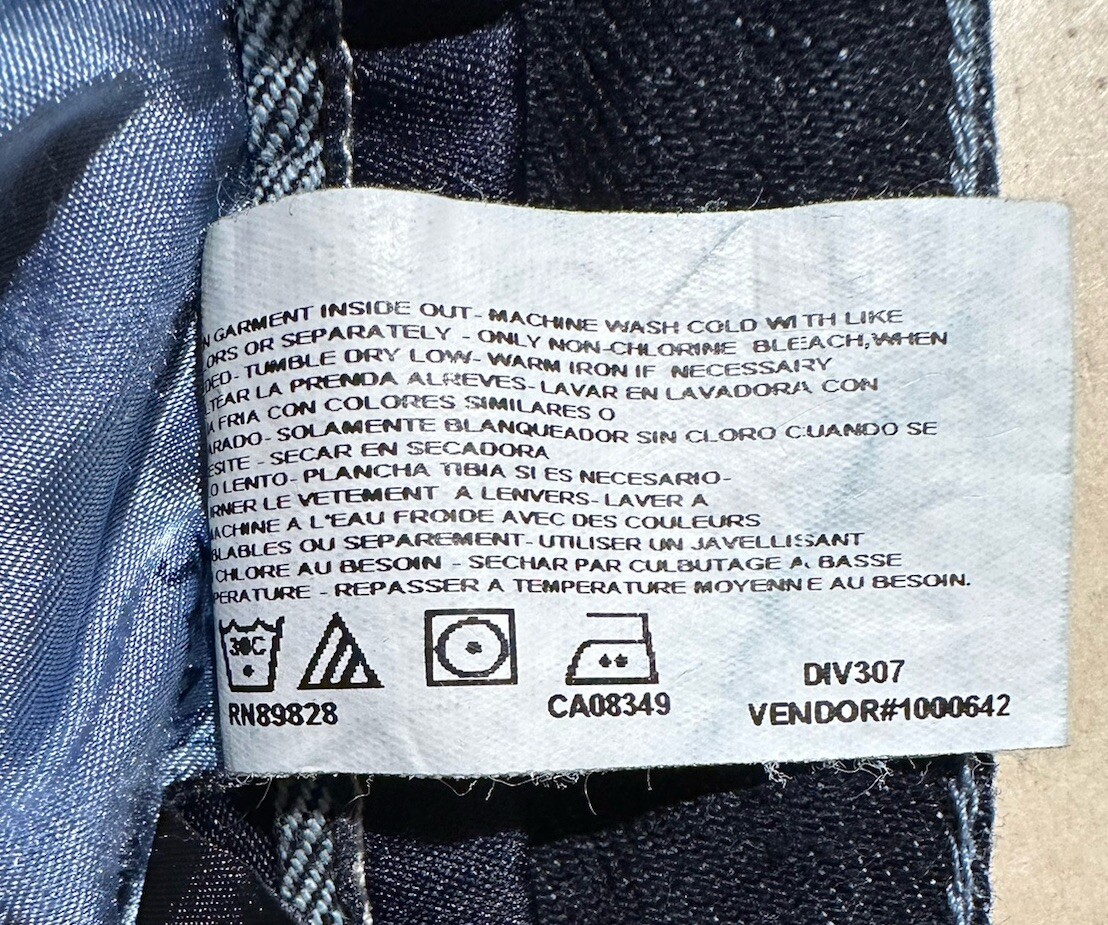 N GARMENT INSIDE OUT- MACHINE WASH COLD WITH LIKE
ORS OR SEPARATELY - ONLY NON-CHLORINE BLEACH,WHEN
DED- TUMBLE DRY LOW- WARM IRON IF NECESSARY
LTEAR LA PRENDA ALREVES- LAVAR EN LAVADORA CON
A FRIA CON COLORES SIMILARES O
ARADO- SOLAMENTE BLANQUEADOR SIN CLORO CUANDO SE
ESITE - SECAR EN SECADORA
O LENTO- PLANCHA TIBIA SI ES NECESARIO-
RNER LE VETEMENT A LENVERS- LAVER A
ACHINE A L'EAU FROIDE AVEC DES COULEURS
BLABLES OU SEPAREMENT- UTILISER UN JAVELLISSANT
CHLORE AU BESOIN - SECHAR PAR CULBUTAGE A BASSE
PERATURE - REPASSER A TEMPERATURE MOYENNE AU BESOIN.
30C
DIV307
RN89828 CA08349 VENDOR#1000642